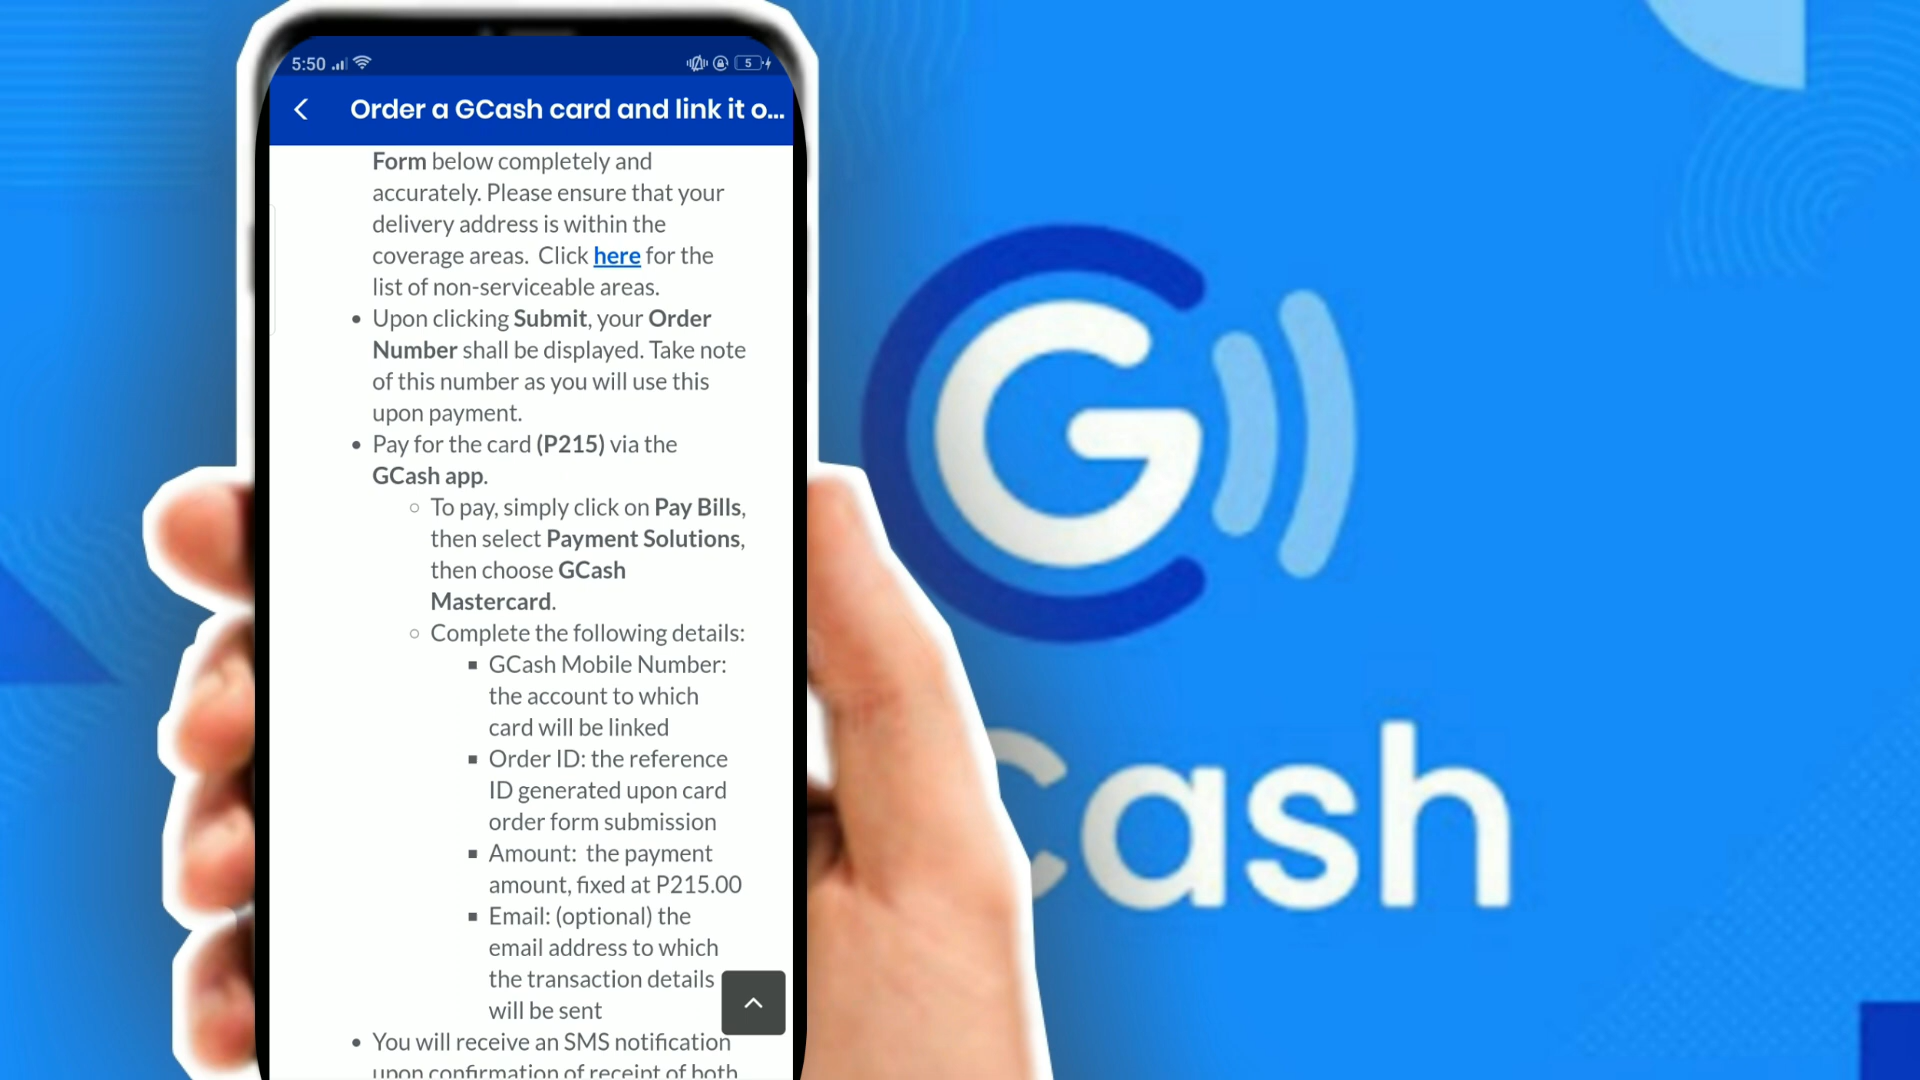 5:50
5
Order a GCash card and link it o...
Form below completely and
accurately. Please ensure that your
delivery address is within the
coverage areas. Click here for the
list of non-serviceable areas.
• Upon clicking Submit, your Order
Number shall be displayed. Take note
of this number as you will use this
upon payment.
• Pay for the card (P215) via the
GCash app.
○ To pay, simply click on Pay Bills,
then select Payment Solutions,
then choose GCash
Mastercard.
○ Complete the following details:
▪ GCash Mobile Number:
the account to which
card will be linked
▪ Order ID: the reference
ID generated upon card
order form submission
▪ Amount: the payment
amount, fixed at P215.00
▪ Email: (optional) the
email address to which
the transaction details
will be sent
• You will receive an SMS notification
upon confirmation of receipt of both
G
Cash